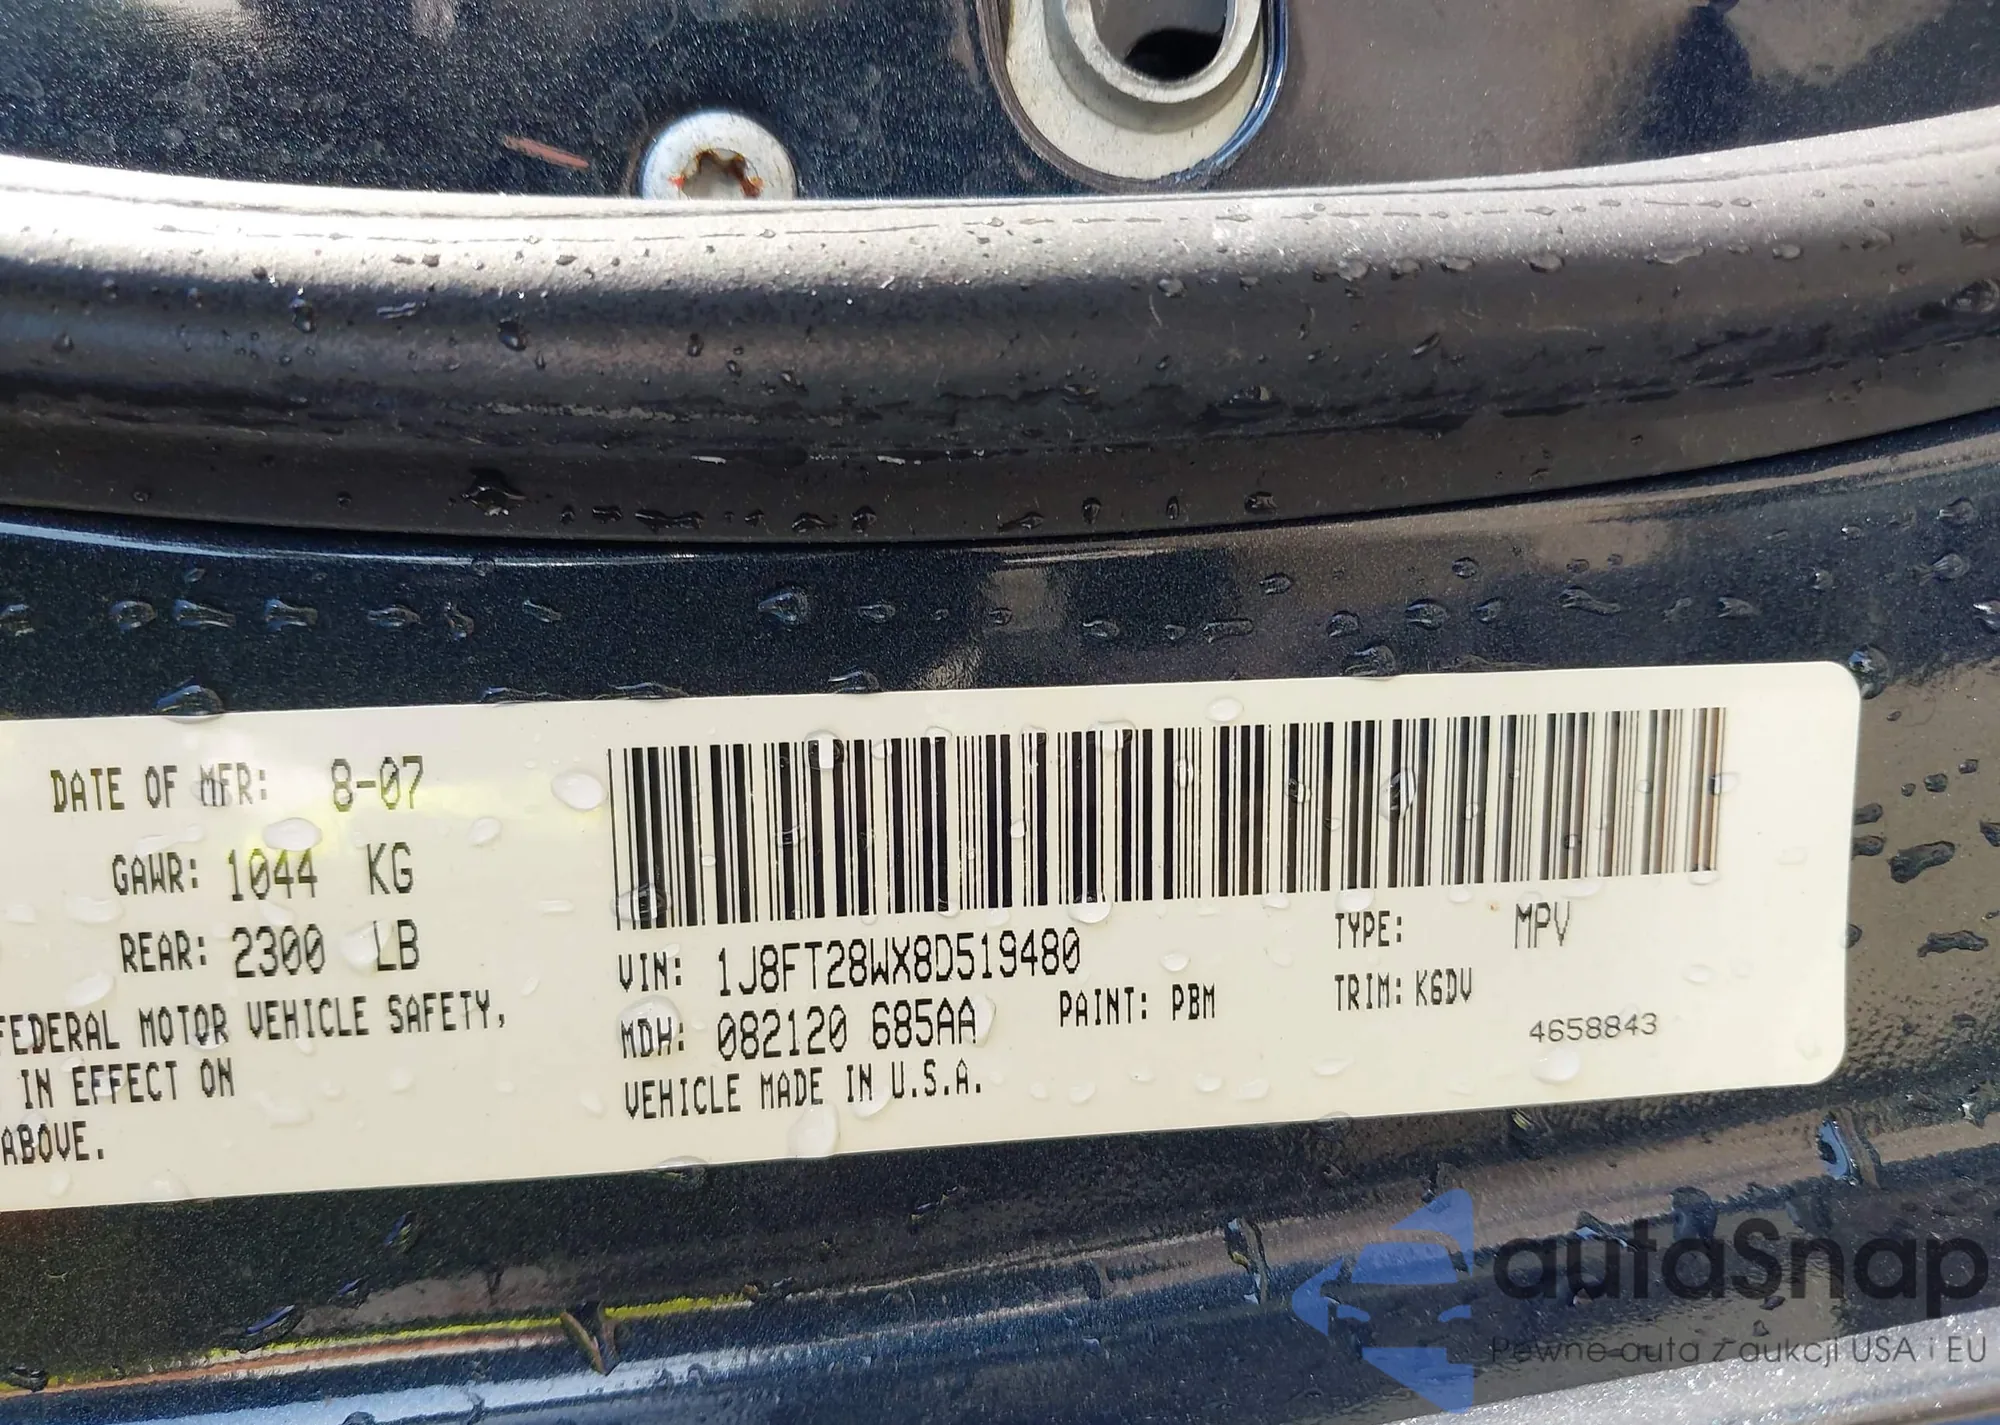 DATE OF MFR: 8-07
GAWR: 1044 KG
REAR: 2300 LB
FEDERAL MOTOR VEHICLE SAFETY,
IN EFFECT ON
ABOVE.
VIN: 1J8FT28WX8D519480
TYPE: MPV
MDH: 082120 685AA
PAINT: PBM
TRIM: K6DV
VEHICLE MADE IN U.S.A.
4658843
autaSnap
Pewne auta z aukcji USA i EU